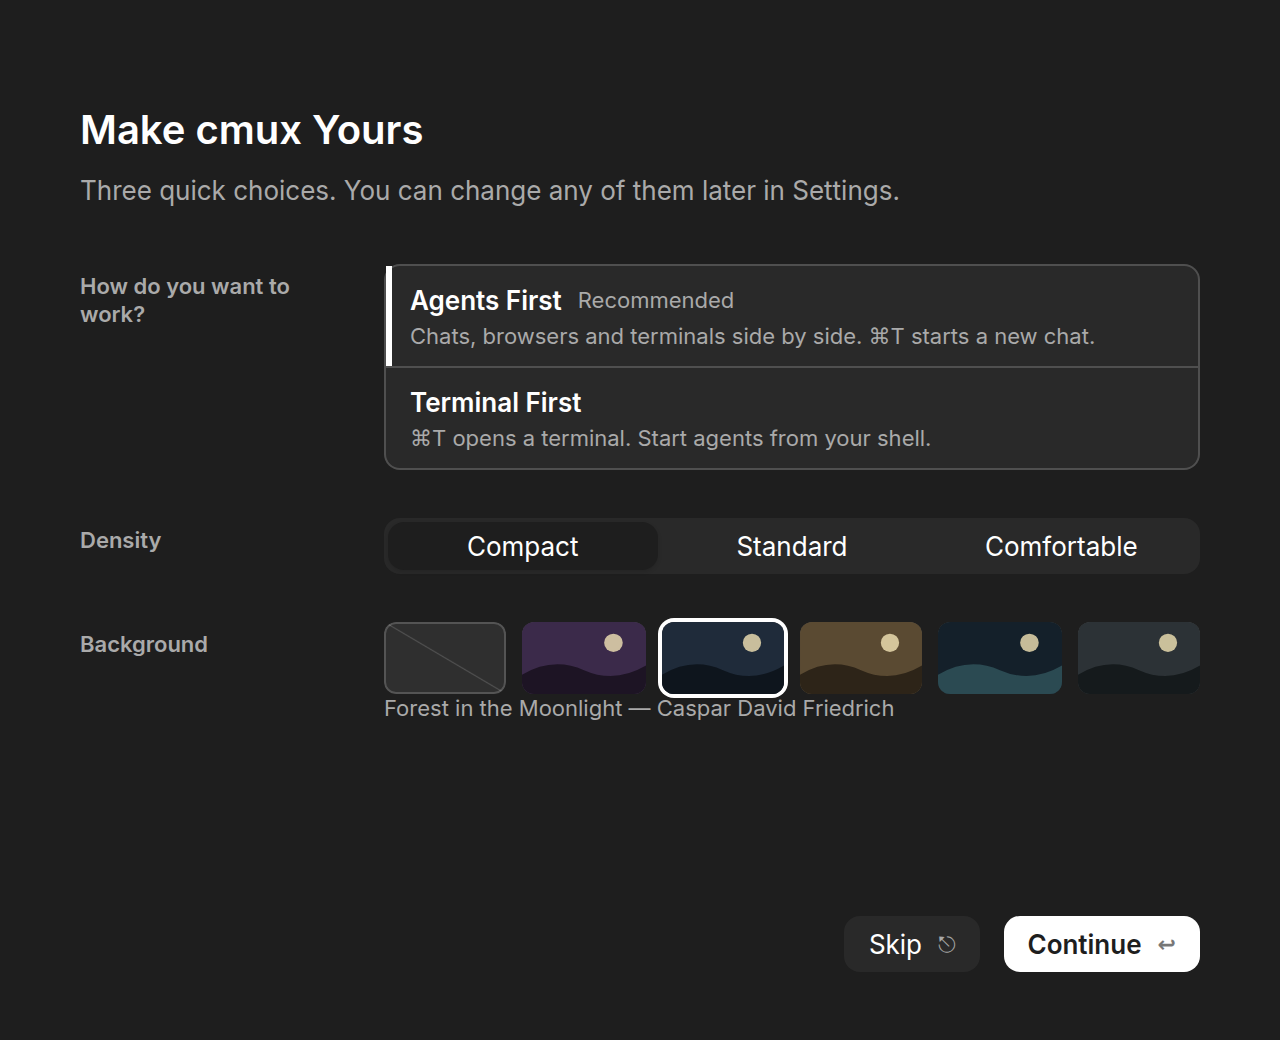 Make cmux Yours
Three quick choices. You can change any of them later in Settings.
How do you want to
work?
Agents First Recommended
Chats, browsers and terminals side by side. ⌘T starts a new chat.
Terminal First
⌘T opens a terminal. Start agents from your shell.
Density
Compact Standard Comfortable
Background
Forest in the Moonlight — Caspar David Friedrich
Skip ⎋ Continue ↩